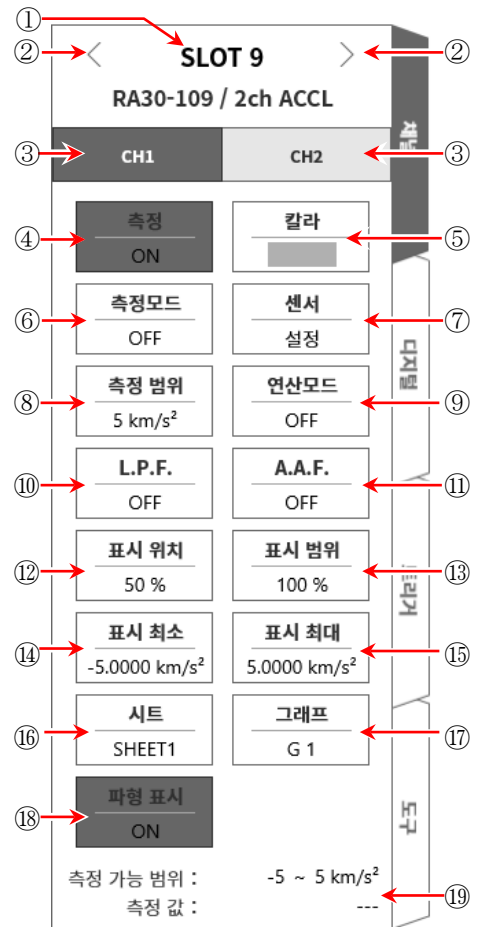 ①
② < SLOT 9 > ②
RA30-109 / 2ch ACCL
③ CH1 CH2 ③
채널
④ 측정 칼라 ⑤
ON
⑥ 측정모드 센서 ⑦
OFF 설정
디지털
⑧ 측정 범위 연산모드 ⑨
5 km/s² OFF
⑩ L.P.F. A.A.F. ⑪
OFF OFF
⑫ 표시 위치 표시 범위 ⑬
50 % 100 %
트리거
⑭ 표시 최소 표시 최대 ⑮
-5.0000 km/s² 5.0000 km/s²
⑯ 시트 그래프 ⑰
SHEET1 G 1
⑱ 파형 표시
ON
도구
측정 가능 범위 : -5 ~ 5 km/s²
측정 값 : --- ⑲